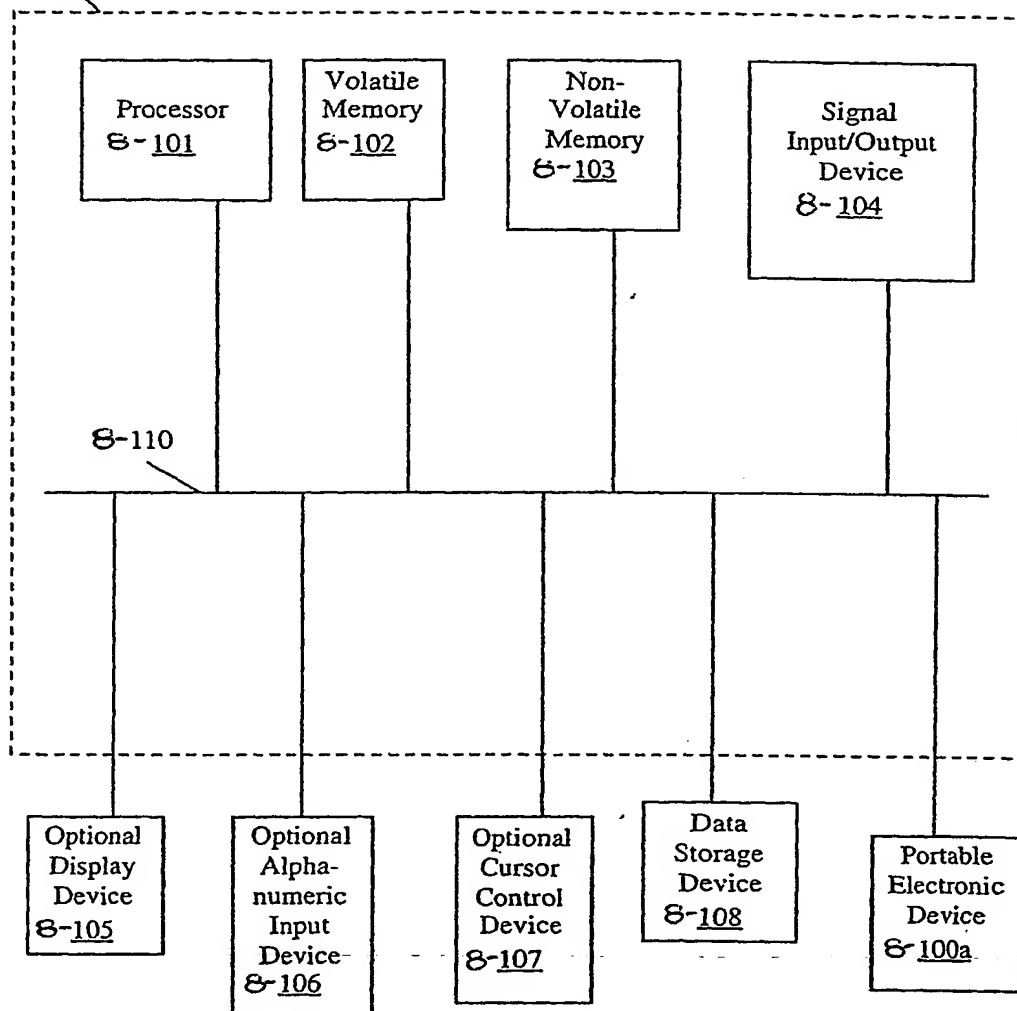 Processor
8-101
Volatile
Memory
8-102
Non-
Volatile
Memory
8-103
Signal
Input/Output
Device
8-104
8-110
Optional
Display
Device
8-105
Optional
Alpha-
numeric
Input
Device
8-106
Optional
Cursor
Control
Device
8-107
Data
Storage
Device
8-108
Portable
Electronic
Device
8-100a